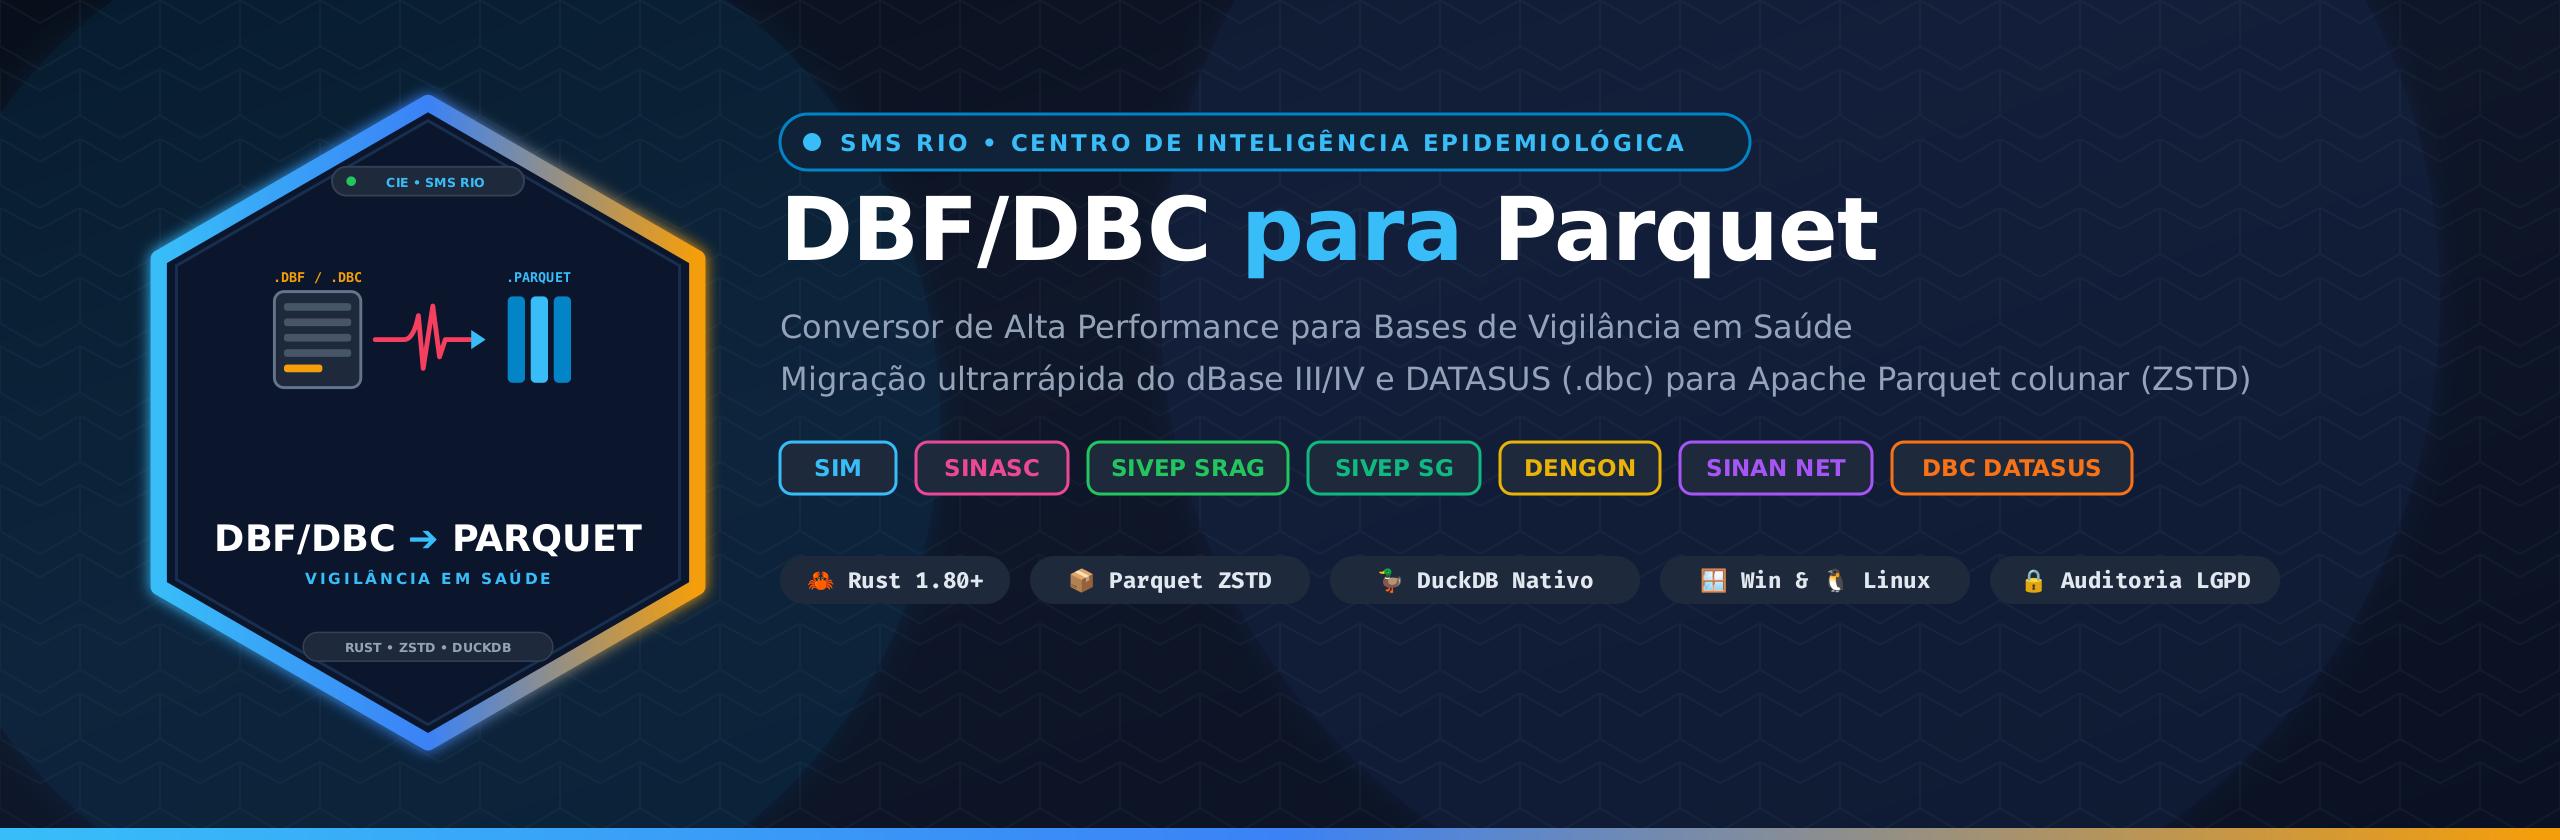 CIE • SMS RIO
.DBF / .DBC
.PARQUET
DBF/DBC ➔ PARQUET
VIGILÂNCIA EM SAÚDE
RUST • ZSTD • DUCKDB
SMS RIO • CENTRO DE INTELIGÊNCIA EPIDEMIOLÓGICA
DBF/DBC para Parquet
Conversor de Alta Performance para Bases de Vigilância em Saúde
Migração ultrarrápida do dBase III/IV e DATASUS (.dbc) para Apache Parquet colunar (ZSTD)
SIM SINASC SIVEP SRAG SIVEP SG DENGON SINAN NET DBC DATASUS
🦀 Rust 1.80+ 📦 Parquet ZSTD 🦆 DuckDB Nativo 🪟 Win & 🐧 Linux 🔒 Auditoria LGPD